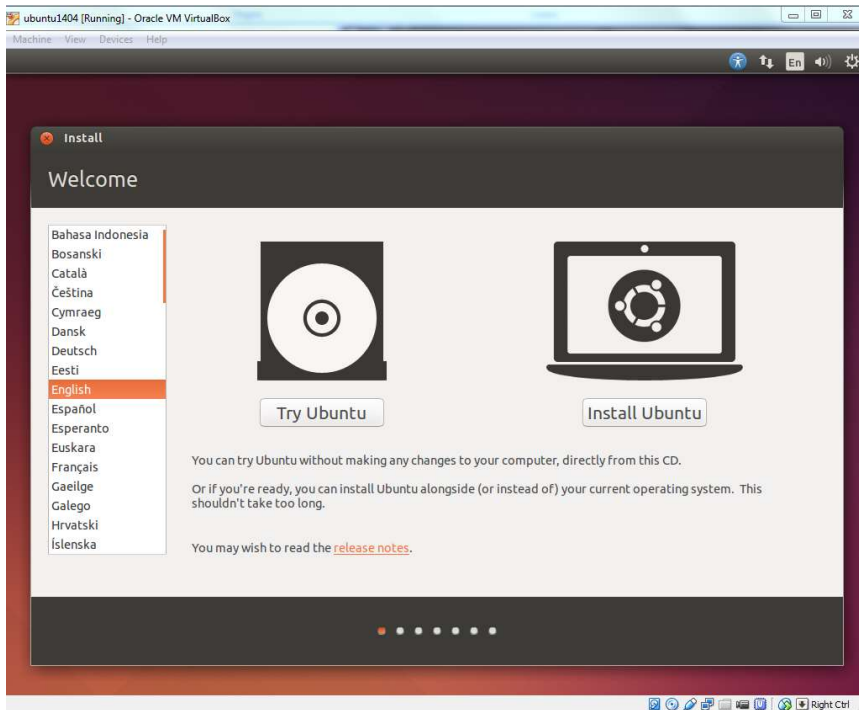 ubuntu1404 [Running] - Oracle VM VirtualBox
Machine View Devices Help
En
Install
Welcome
Bahasa Indonesia
Bosanski
Català
Čeština
Cymraeg
Dansk
Deutsch
Eesti
English
Español
Esperanto
Euskara
Français
Gaeilge
Galego
Hrvatski
Íslenska
Try Ubuntu
Install Ubuntu
You can try Ubuntu without making any changes to your computer, directly from this CD.
Or if you're ready, you can install Ubuntu alongside (or instead of) your current operating system. This
shouldn't take too long.
You may wish to read the release notes.
Right Ctrl